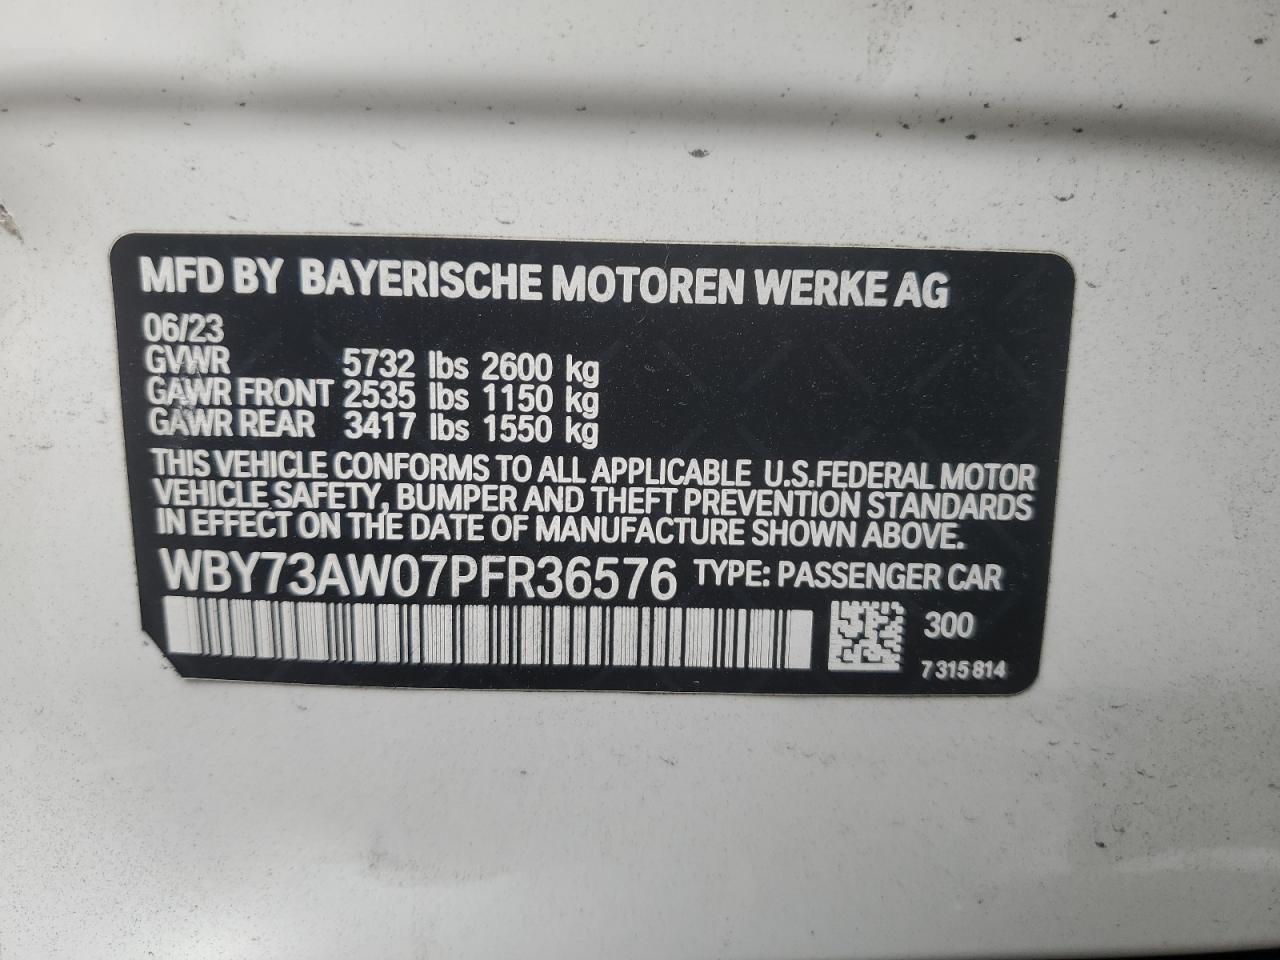 MFD BY BAYERISCHE MOTOREN WERKE AG
06/23
GVWR 5732 lbs 2600 kg
GAWR FRONT 2535 lbs 1150 kg
GAWR REAR 3417 lbs 1550 kg
THIS VEHICLE CONFORMS TO ALL APPLICABLE U.S.FEDERAL MOTOR
VEHICLE SAFETY, BUMPER AND THEFT PREVENTION STANDARDS
IN EFFECT ON THE DATE OF MANUFACTURE SHOWN ABOVE.
WBY73AW07PFR36576 TYPE: PASSENGER CAR
300
7 315 814